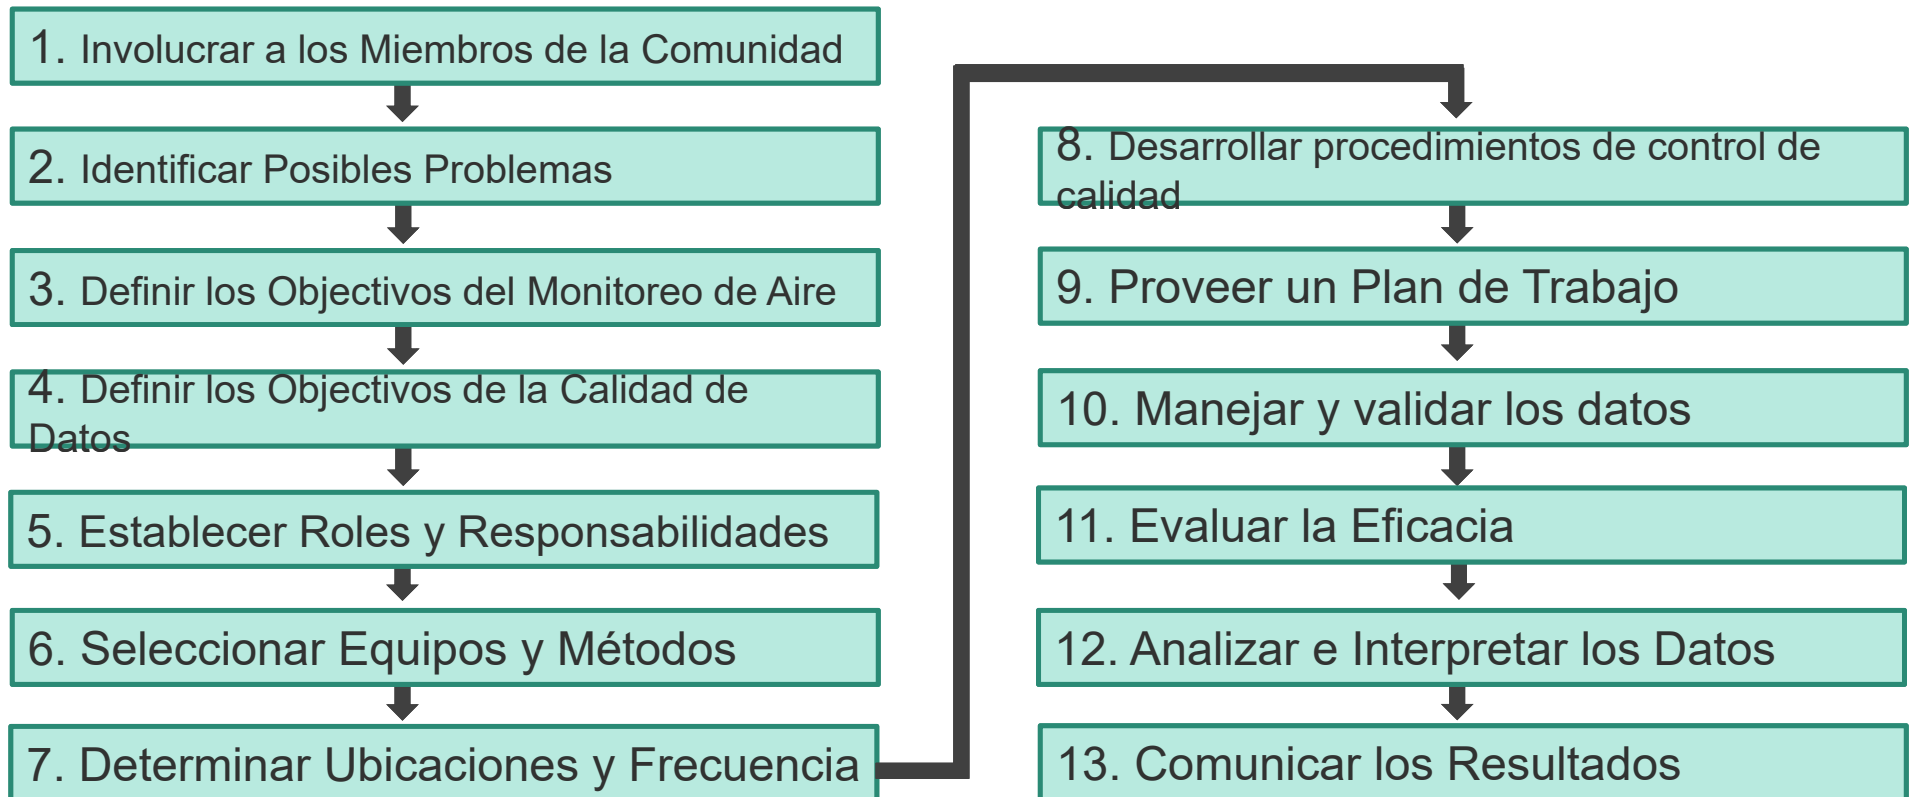 1. Involucrar a los Miembros de la Comunidad
2. Identificar Posibles Problemas
3. Definir los Objectivos del Monitoreo de Aire
4. Definir los Objectivos de la Calidad de
Datos
5. Establecer Roles y Responsabilidades
6. Seleccionar Equipos y Métodos
7. Determinar Ubicaciones y Frecuencia
8. Desarrollar procedimientos de control de
calidad
9. Proveer un Plan de Trabajo
10. Manejar y validar los datos
11. Evaluar la Eficacia
12. Analizar e Interpretar los Datos
13. Comunicar los Resultados